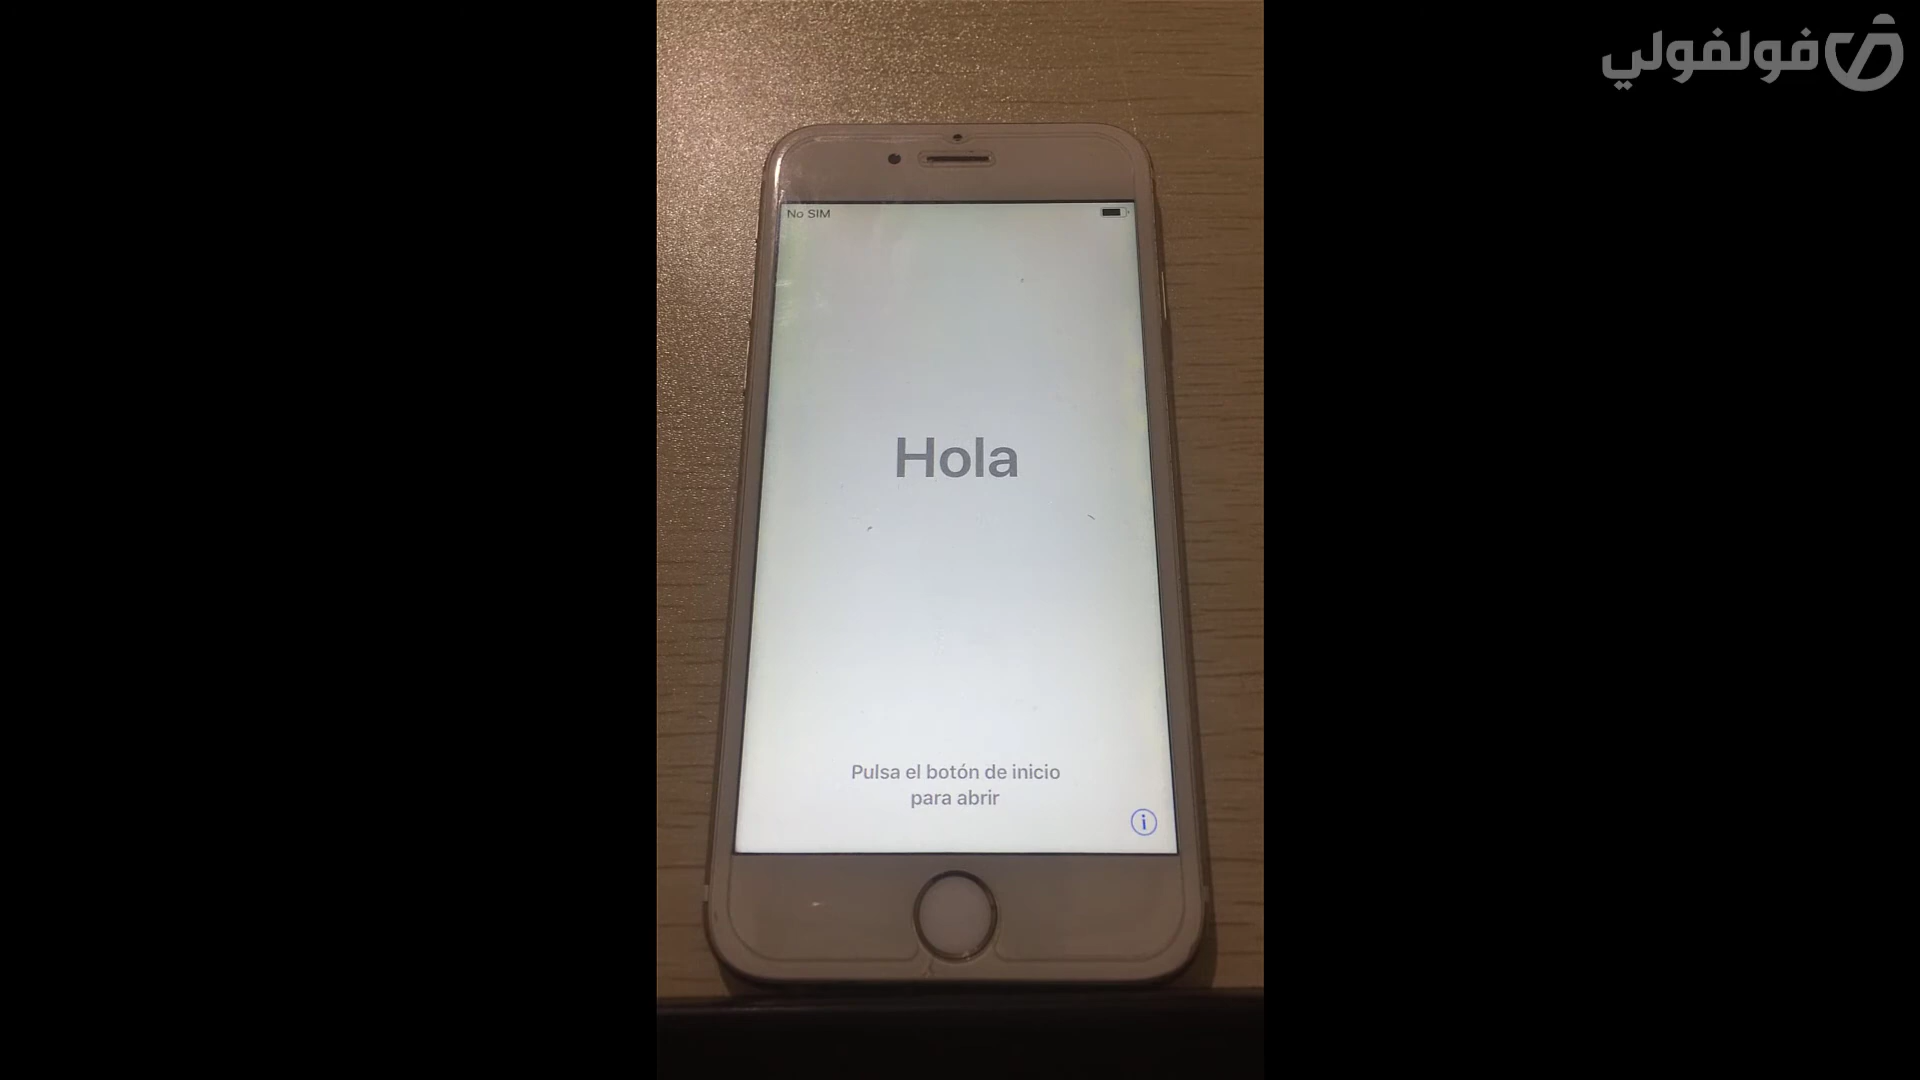 فولفولي
No SIM
Hola
Pulsa el botón de inicio
para abrir